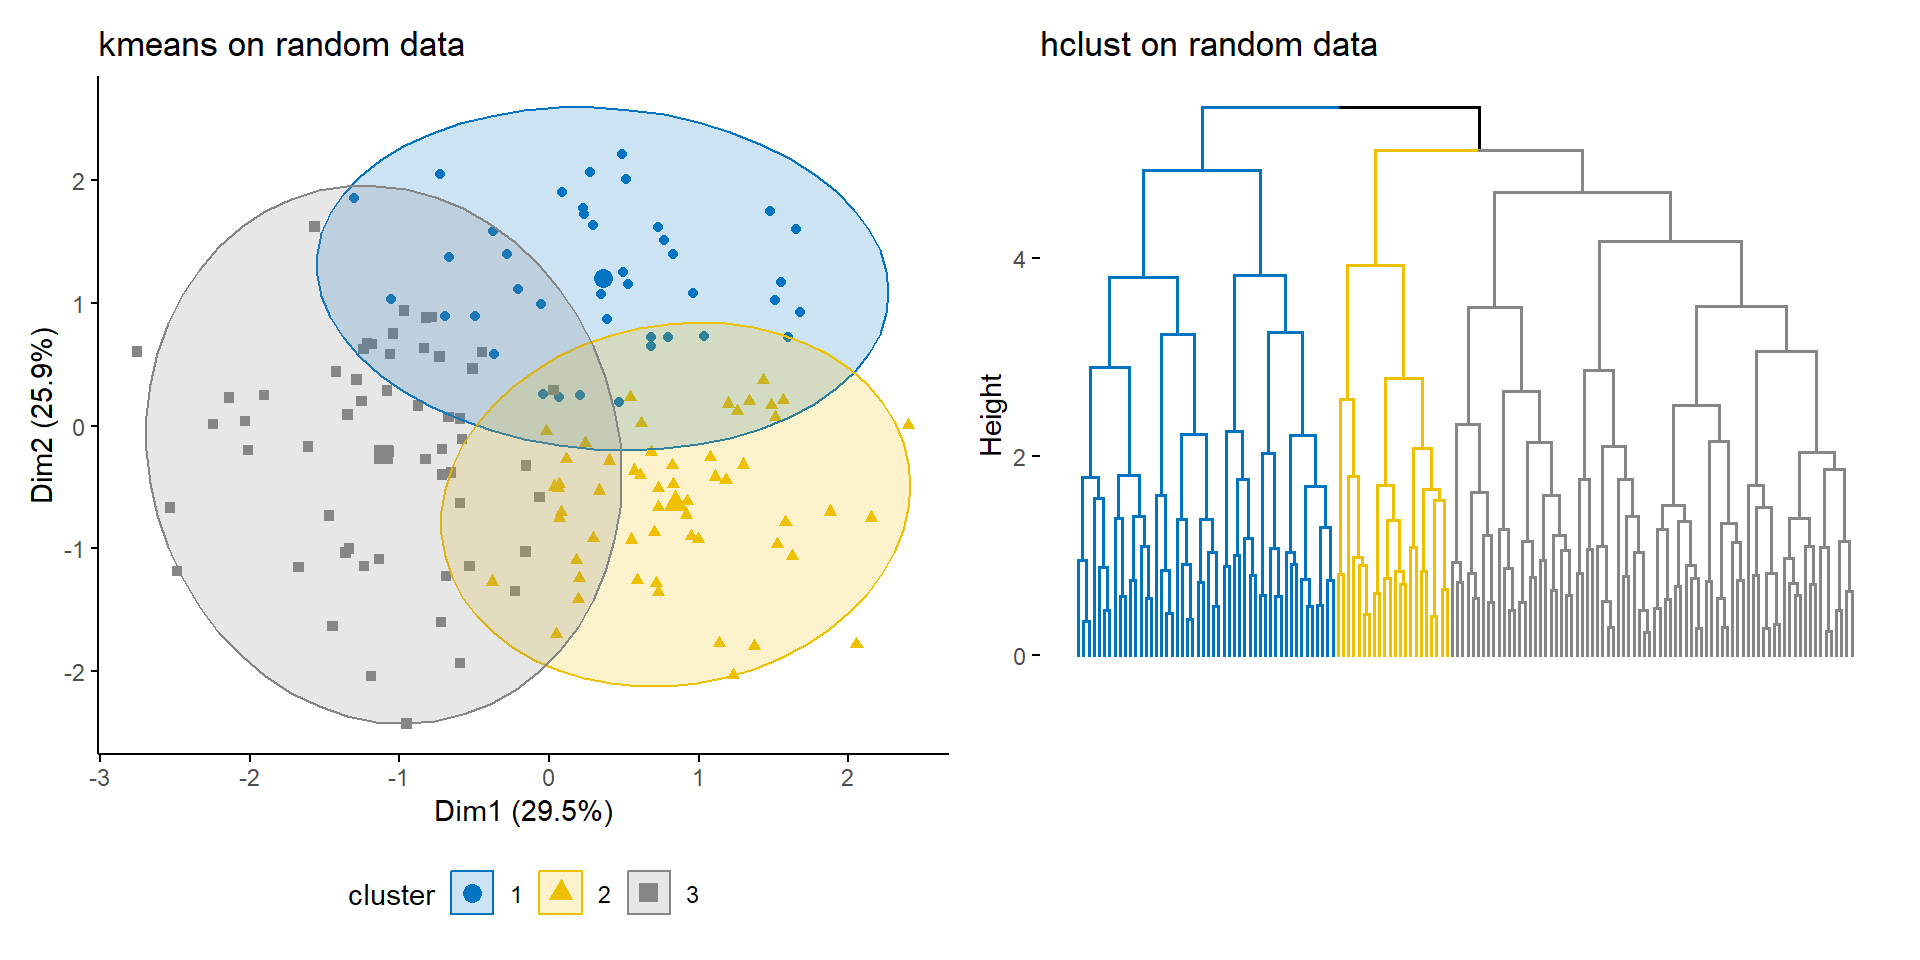 kmeans on random data
2
1
0
-1
-2
Dim2 (25.9%)
-3
-2
-1
0
1
2
Dim1 (29.5%)
cluster
1
2
3
hclust on random data
4
2
0
Height